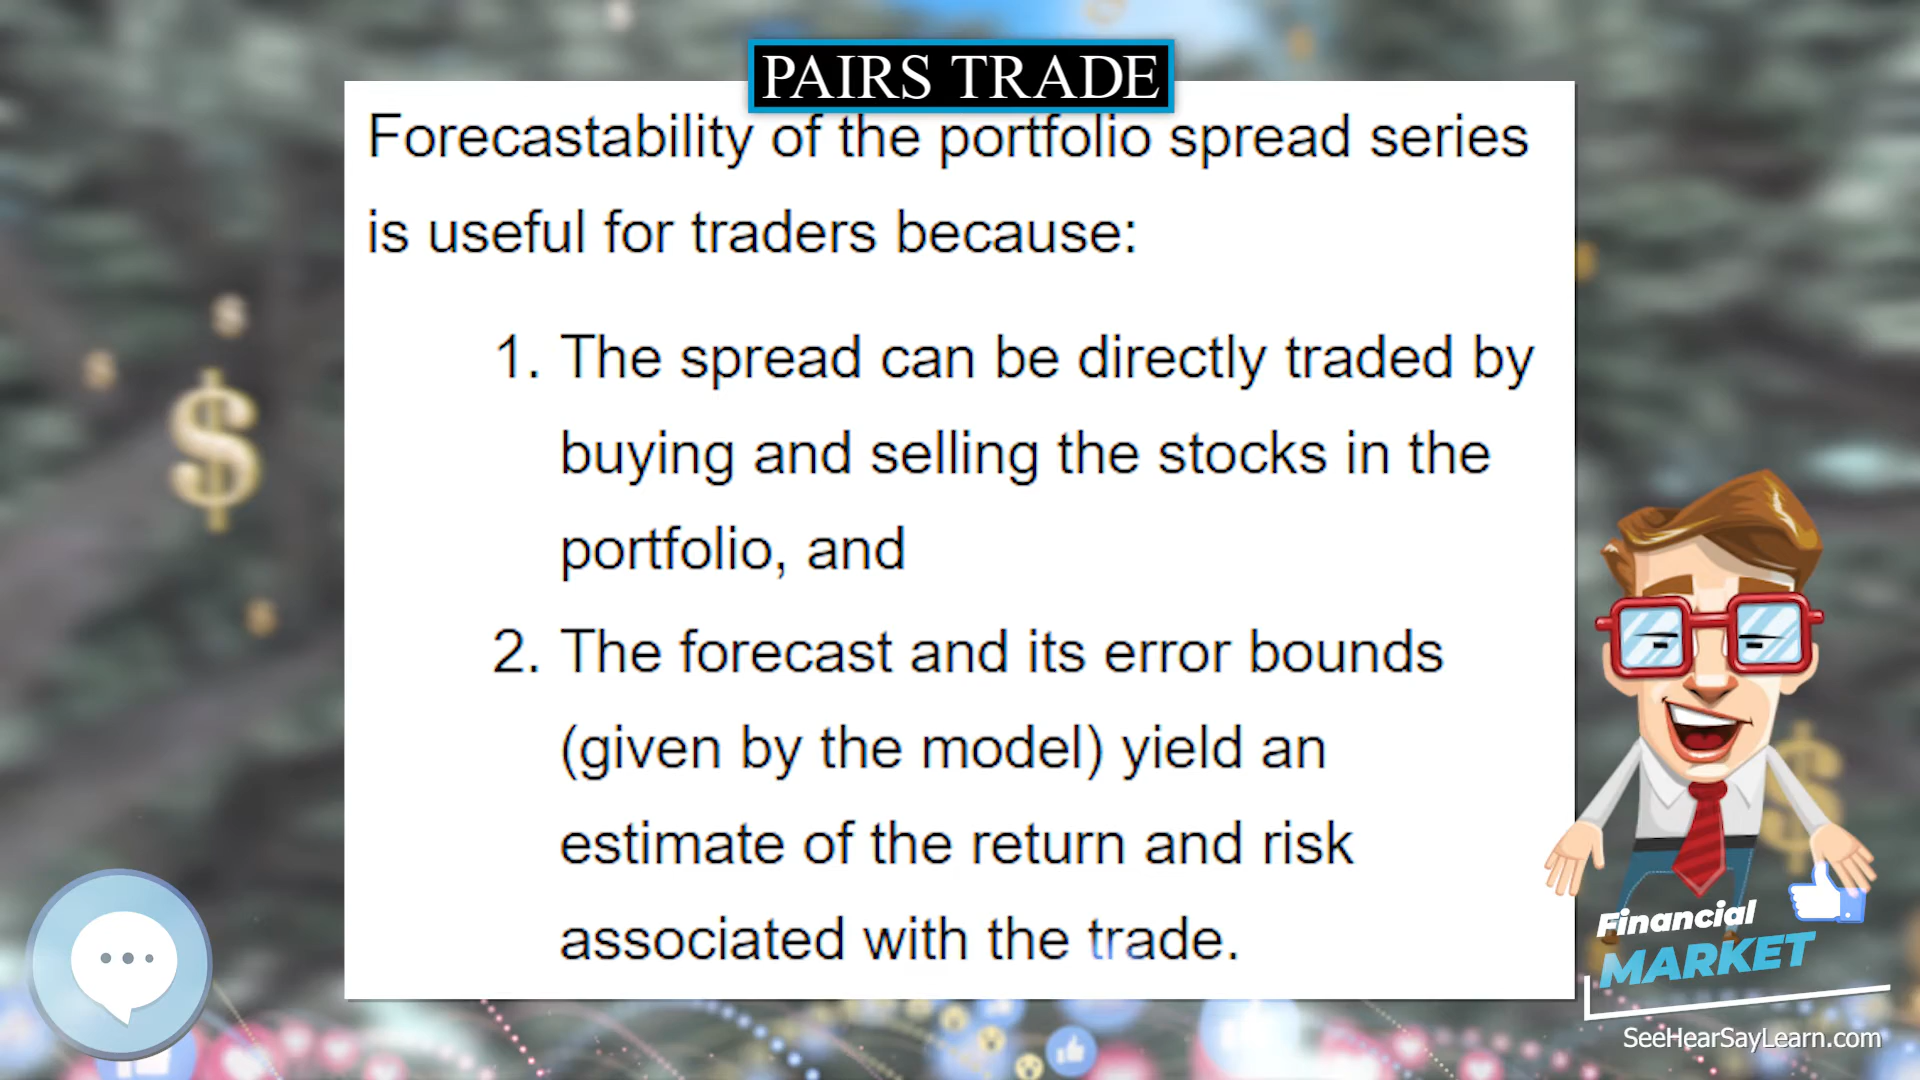 PAIRS TRADE
Forecastability of the portfolio spread series
is useful for traders because:
1. The spread can be directly traded by
buying and selling the stocks in the
portfolio, and
2. The forecast and its error bounds
(given by the model) yield an
estimate of the return and risk
associated with the trade.
Financial
MARKET
SeeHearSayLearn.com